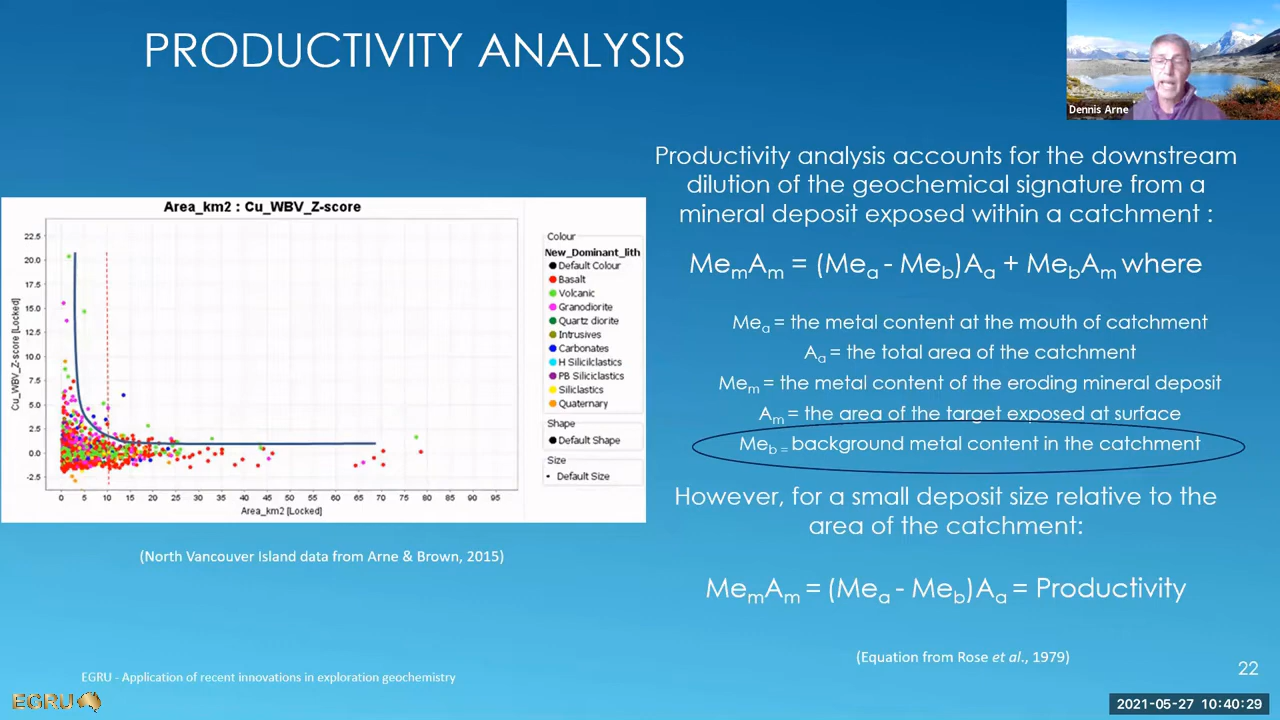 PRODUCTIVITY ANALYSIS
Dennis Arne
Productivity analysis accounts for the downstream
dilution of the geochemical signature from a
mineral deposit exposed within a catchment :
MeₘAₘ = (Meₐ - Me_b)Aₐ + Me_bAₘ where
Meₐ = the metal content at the mouth of catchment
Aₐ = the total area of the catchment
Meₘ = the metal content of the eroding mineral deposit
Aₘ = the area of the target exposed at surface
Me_b = background metal content in the catchment
However, for a small deposit size relative to the
area of the catchment:
MeₘAₘ = (Meₐ - Me_b)Aₐ = Productivity
(Equation from Rose et al., 1979)
Area_km2 : Cu_WBV_Z-score
Cu_WBV_Z-score [Locked]
22.5
20.0
17.5
15.0
12.5
10.0
7.5
5.0
2.5
0.0
-2.5
0 5 10 15 20 25 30 35 40 45 50 55 60 65 70 75 80 85 90 95
Area_km2 [Locked]
Colour
New_Dominant_lith
Default Colour
Basalt
Volcanic
Granodiorite
Quartz diorite
Intrusives
Carbonates
H Silicilclastics
PB Siliciclastics
Siliclastics
Quaternary
Shape
Default Shape
Size
Default Size
(North Vancouver Island data from Arne & Brown, 2015)
EGRU - Application of recent innovations in exploration geochemistry
22
EGRU
2021-05-27 10:40:29